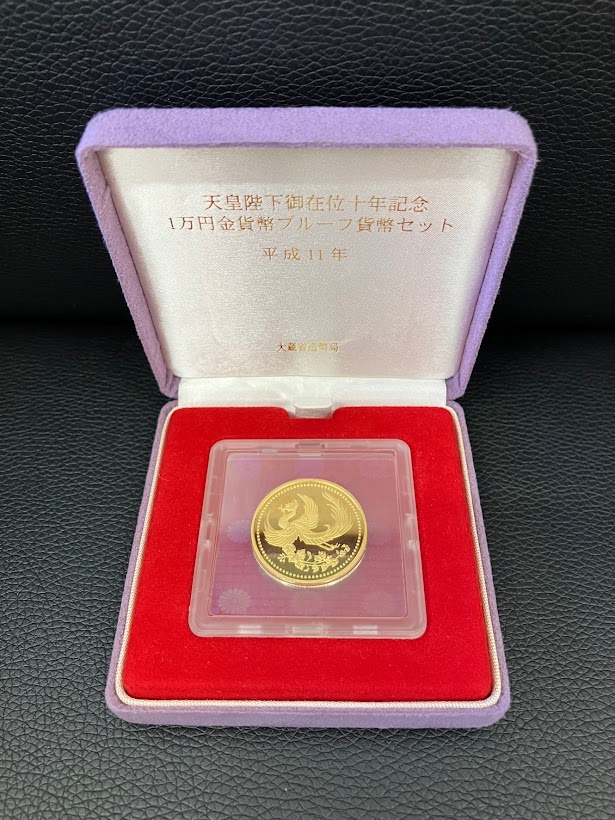 天皇陛下御在位十年記念
1万円金貨幣プルーフ貨幣セット
平成11年
大蔵省造幣局